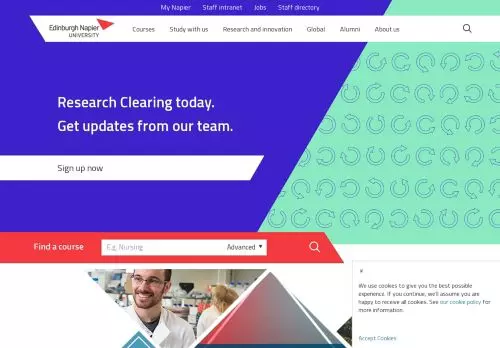 My Napier Staff intranet Jobs Staff directory
Edinburgh Napier
UNIVERSITY
Courses Study with us Research and innovation Global Alumni About us
Research Clearing today.
Get updates from our team.
Sign up now
Find a course E.g. Nursing Advanced
x
We use cookies to give you the best possible
experience. If you continue, we'll assume you are
happy to receive all cookies. See our cookie policy for
more information.
Accept Cookies